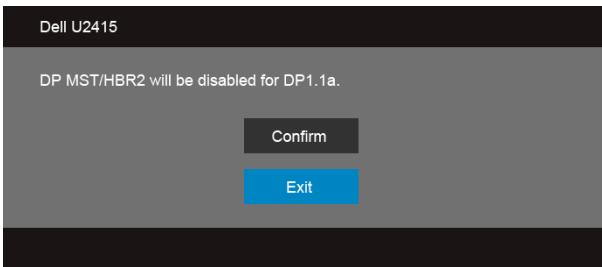 Dell U2415
DP MST/HBR2 will be disabled for DP1.1a.
Confirm
Exit